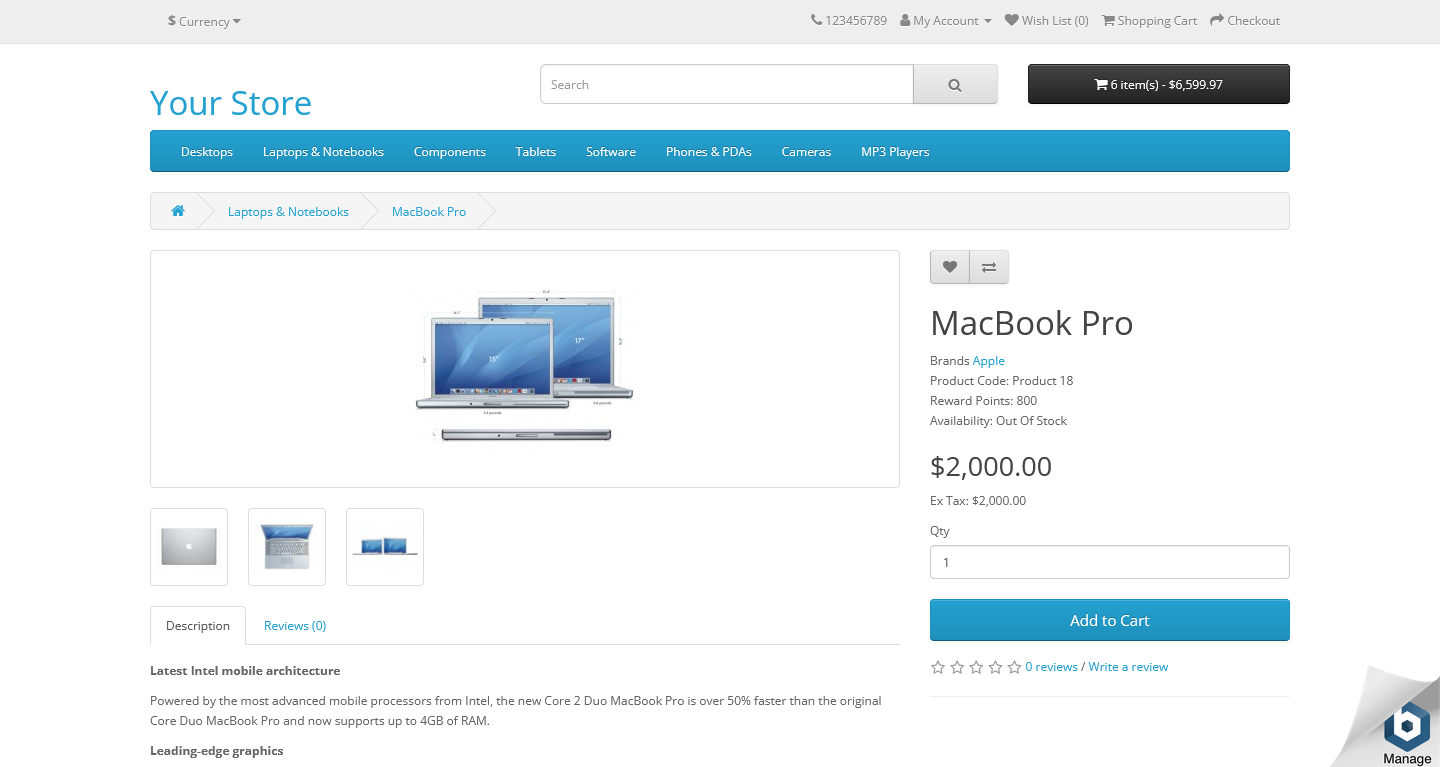 $ Currency
123456789 My Account Wish List (0) Shopping Cart Checkout
Your Store
Search
6 item(s) - $6,599.97
Desktops Laptops & Notebooks Components Tablets Software Phones & PDAs Cameras MP3 Players
Laptops & Notebooks MacBook Pro
15"
17"
MacBook Pro
Brands Apple
Product Code: Product 18
Reward Points: 800
Availability: Out Of Stock
$2,000.00
Ex Tax: $2,000.00
Qty
1
Add to Cart
0 reviews / Write a review
Description Reviews (0)
Latest Intel mobile architecture
Powered by the most advanced mobile processors from Intel, the new Core 2 Duo MacBook Pro is over 50% faster than the original
Core Duo MacBook Pro and now supports up to 4GB of RAM.
Leading-edge graphics
Manage